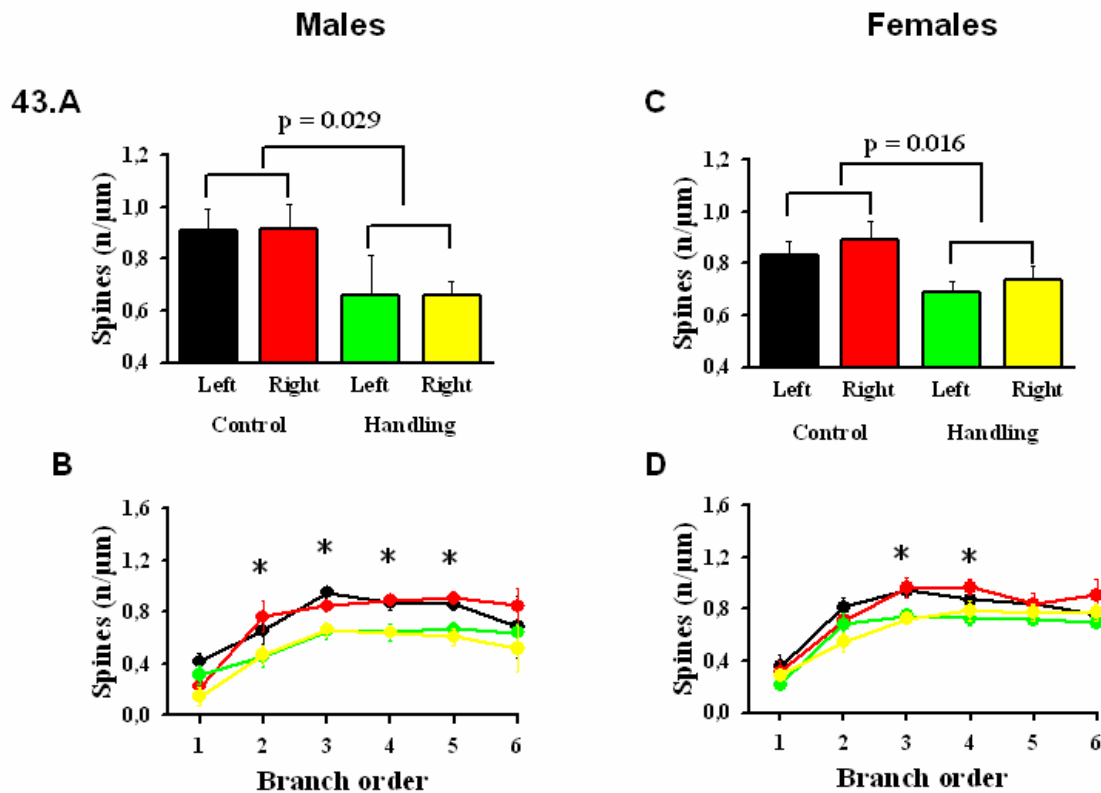 Males
Females
43.A
p = 0.029
Spines (n/µm)
1,2
1,0
0,8
0,6
0,4
Left
Right
Left
Right
Control
Handling
C
p = 0.016
Spines (n/µm)
1,2
1,0
0,8
0,6
0,4
Left
Right
Left
Right
Control
Handling
B
Spines (n/µm)
1,6
1,2
0,8
0,4
0,0
*
*
*
*
1 2 3 4 5 6
Branch order
D
Spines (n/µm)
1,6
1,2
0,8
0,4
0,0
*
*
1 2 3 4 5 6
Branch order